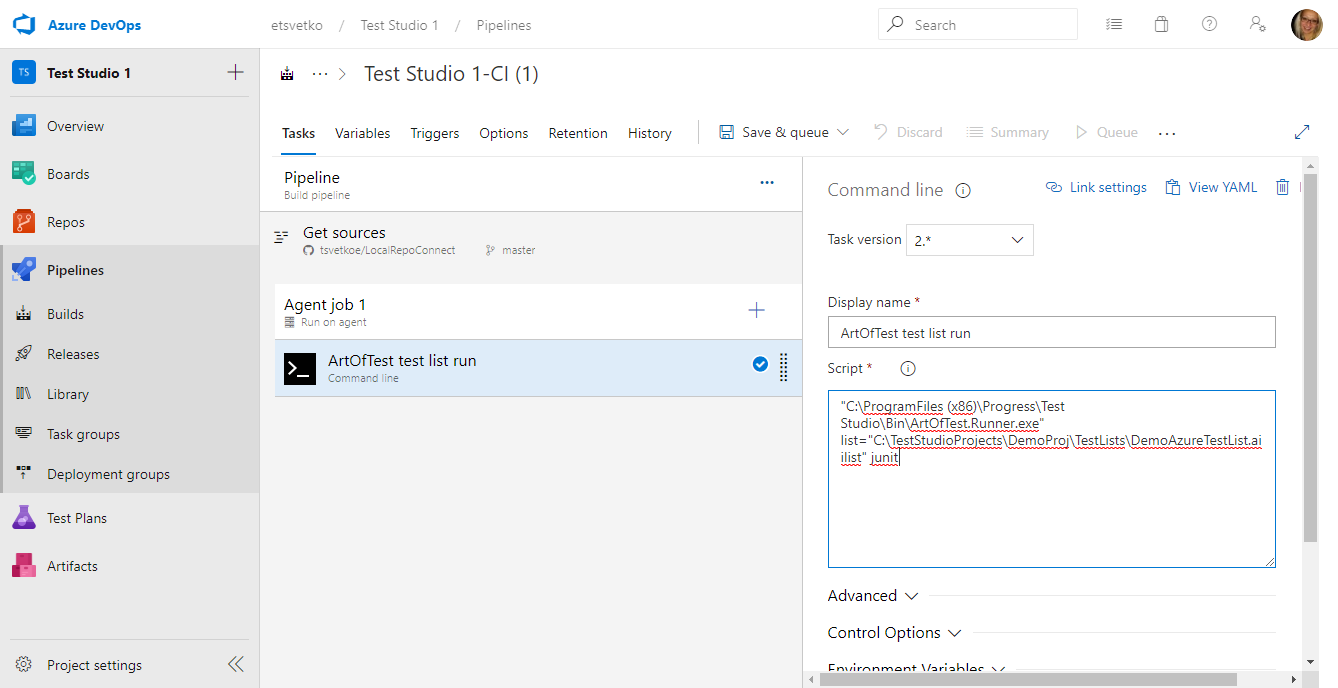 Azure DevOps
etsvetko / Test Studio 1 / Pipelines
Search
TS Test Studio 1
Overview
Boards
Repos
Pipelines
Builds
Releases
Library
Task groups
Deployment groups
Test Plans
Artifacts
Project settings
··· > Test Studio 1-CI (1)
Tasks Variables Triggers Options Retention History Save & queue Discard Summary Queue ...
Pipeline
Build pipeline
Get sources
tsvetkoe/LocalRepoConnect master
Agent job 1
Run on agent
ArtOfTest test list run
Command line
Command line Link settings View YAML
Task version 2.*
Display name *
ArtOfTest test list run
Script *
"C:\ProgramFiles (x86)\Progress\Test
Studio\Bin\ArtOfTest.Runner.exe"
list="C:\TestStudioProjects\DemoProj\TestLists\DemoAzureTestList.ai
ilist" junit
Advanced
Control Options
Environment Variables